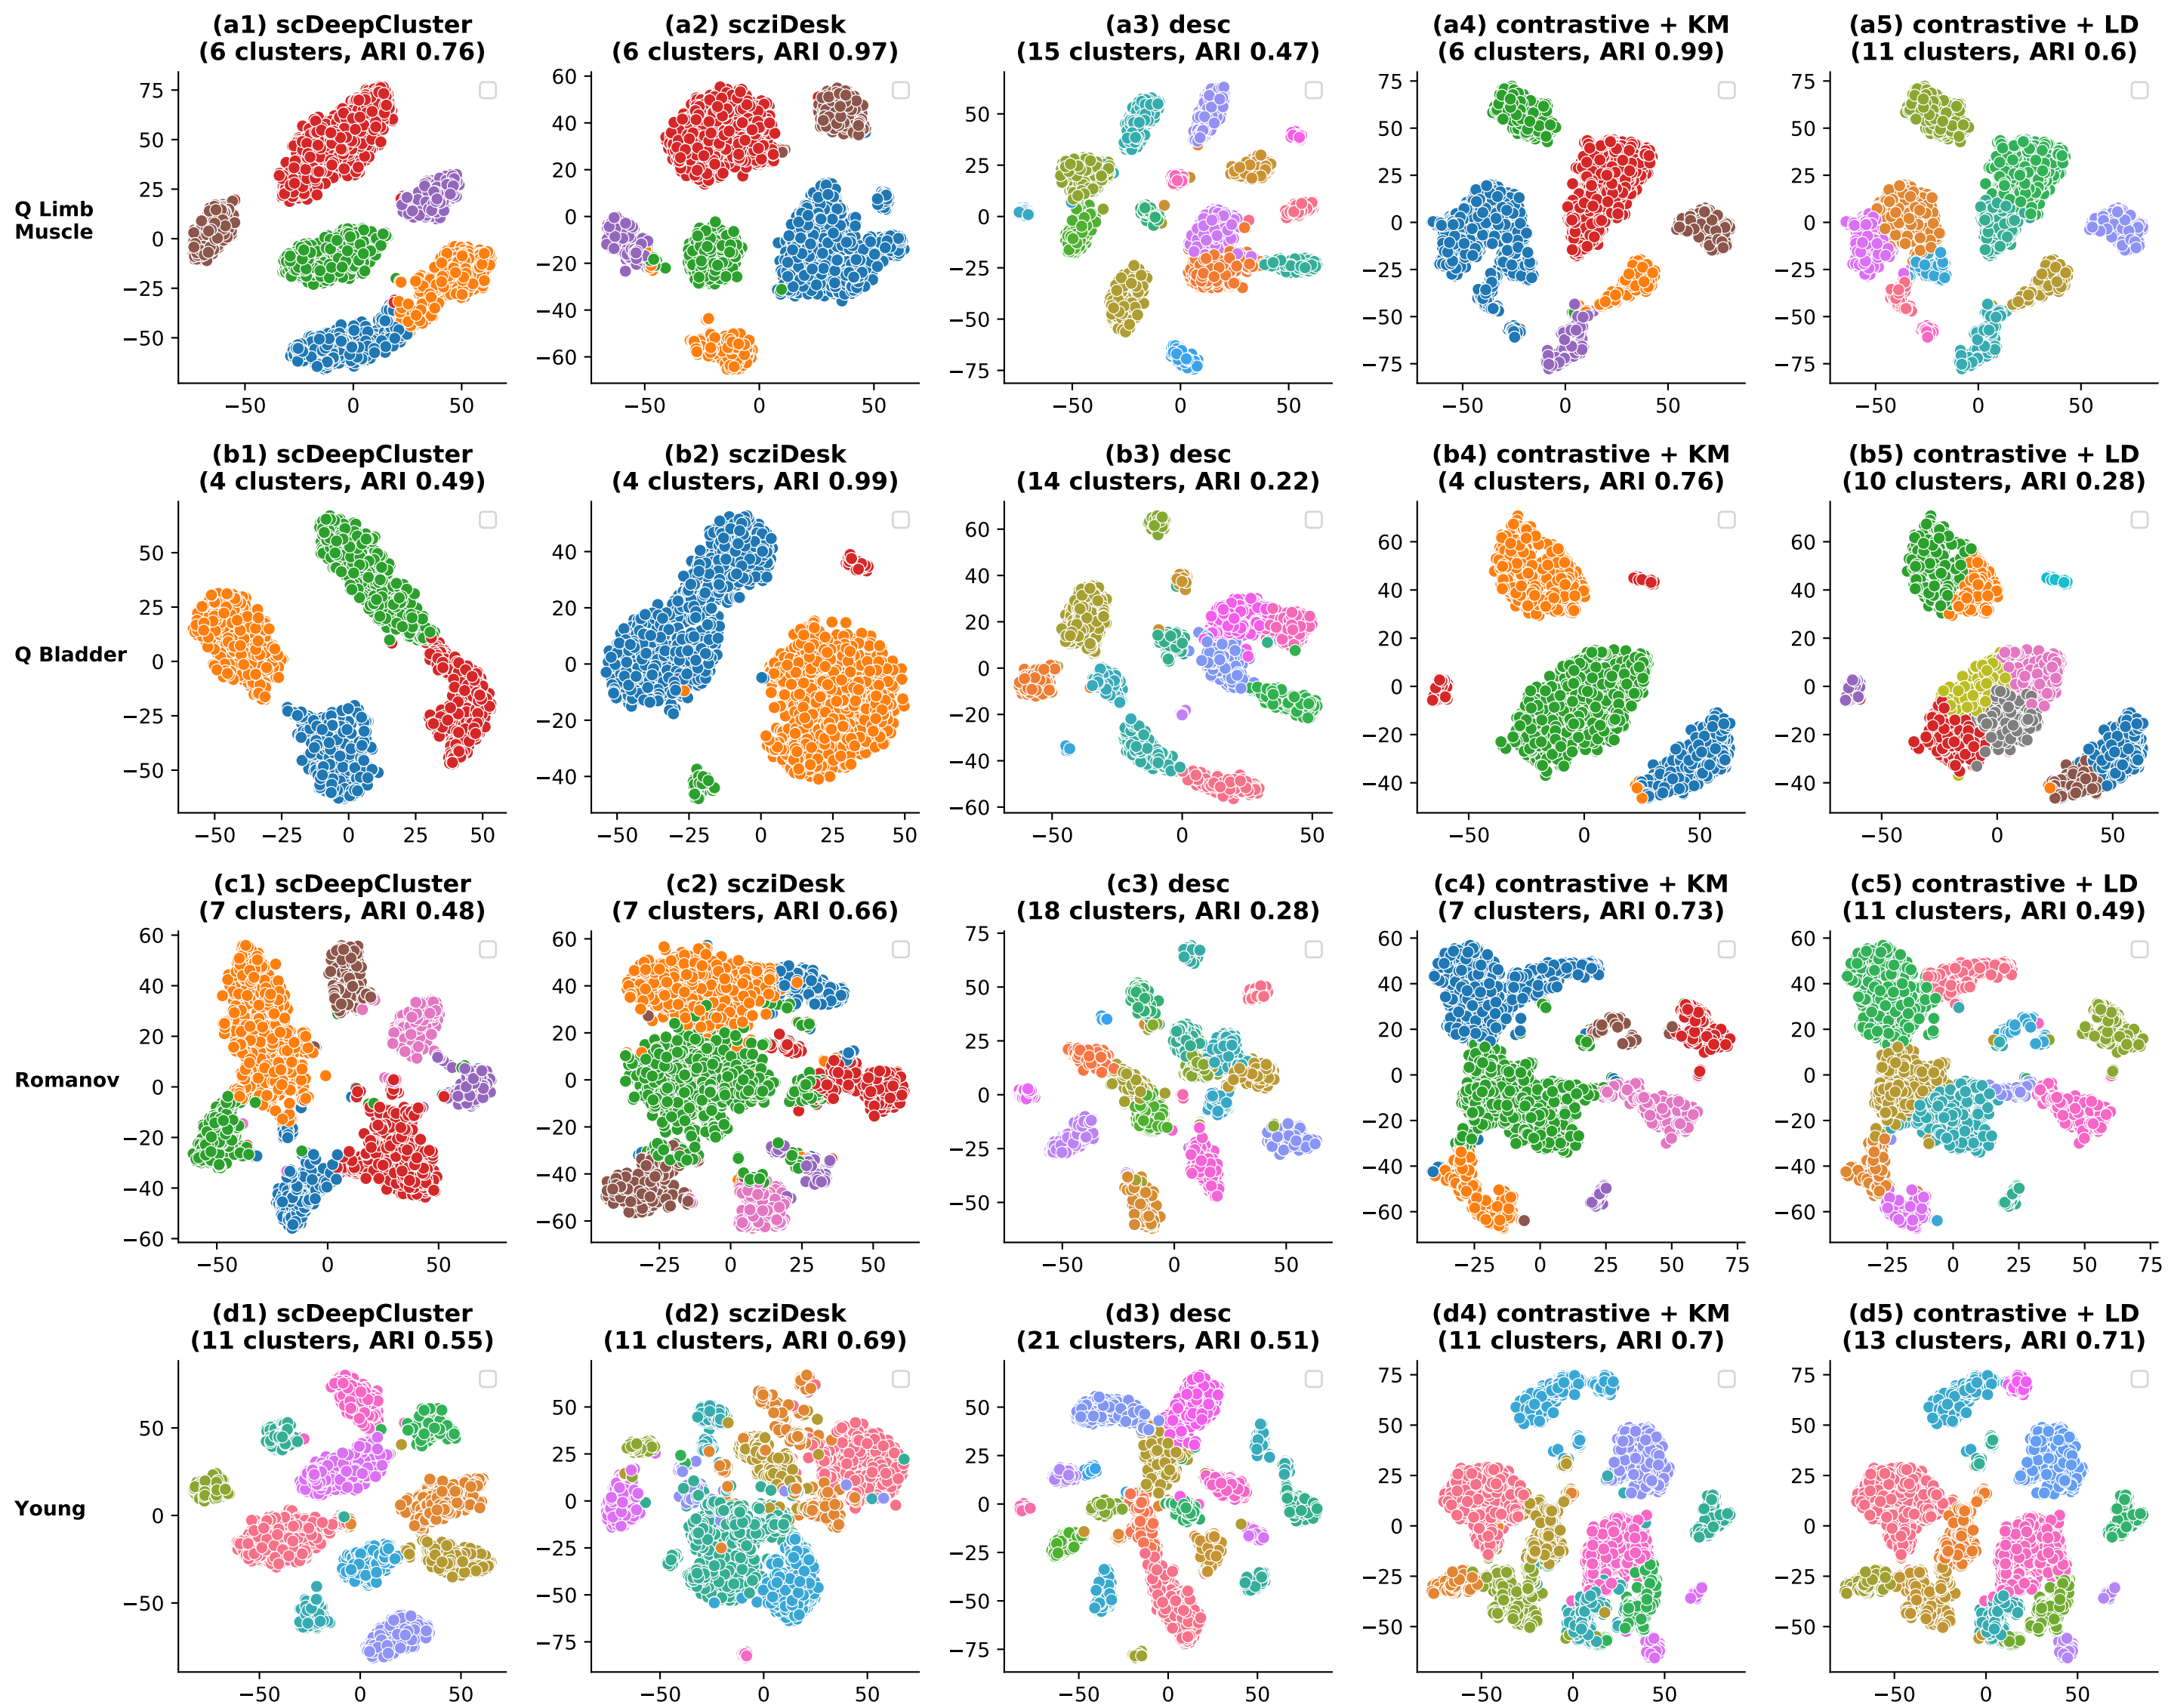 (a1) scDeepCluster
(6 clusters, ARI 0.76)
(a2) scziDesk
(6 clusters, ARI 0.97)
(a3) desc
(15 clusters, ARI 0.47)
(a4) contrastive + KM
(6 clusters, ARI 0.99)
(a5) contrastive + LD
(11 clusters, ARI 0.6)
Q Limb
Muscle
75
50
25
0
−25
−50
−50 0 50
60
40
20
0
−20
−40
−60
−50 0 50
50
25
0
−25
−50
−75
−50 0 50
75
50
25
0
−25
−50
−75
−50 0 50
75
50
25
0
−25
−50
−75
−50 0 50
(b1) scDeepCluster
(4 clusters, ARI 0.49)
(b2) scziDesk
(4 clusters, ARI 0.99)
(b3) desc
(14 clusters, ARI 0.22)
(b4) contrastive + KM
(4 clusters, ARI 0.76)
(b5) contrastive + LD
(10 clusters, ARI 0.28)
Q Bladder
50
25
0
−25
−50
−50 −25 0 25 50
40
20
0
−20
−40
−50 −25 0 25 50
60
40
20
0
−20
−40
−60
−50 0 50
60
40
20
0
−20
−40
−50 0 50
60
40
20
0
−20
−40
−50 0 50
(c1) scDeepCluster
(7 clusters, ARI 0.48)
(c2) scziDesk
(7 clusters, ARI 0.66)
(c3) desc
(18 clusters, ARI 0.28)
(c4) contrastive + KM
(7 clusters, ARI 0.73)
(c5) contrastive + LD
(11 clusters, ARI 0.49)
Romanov
60
40
20
0
−20
−40
−60
−50 0 50
60
40
20
0
−20
−40
−60
−25 0 25 50
75
50
25
0
−25
−50
−50 0 50
60
40
20
0
−20
−40
−60
−25 0 25 50 75
60
40
20
0
−20
−40
−60
−25 0 25 50 75
(d1) scDeepCluster
(11 clusters, ARI 0.55)
(d2) scziDesk
(11 clusters, ARI 0.69)
(d3) desc
(21 clusters, ARI 0.51)
(d4) contrastive + KM
(11 clusters, ARI 0.7)
(d5) contrastive + LD
(13 clusters, ARI 0.71)
Young
50
0
−50
−50 0 50
50
25
0
−25
−50
−75
−50 0 50
50
25
0
−25
−50
−75
−50 0 50
75
50
25
0
−25
−50
−50 0 50
75
50
25
0
−25
−50
−50 0 50